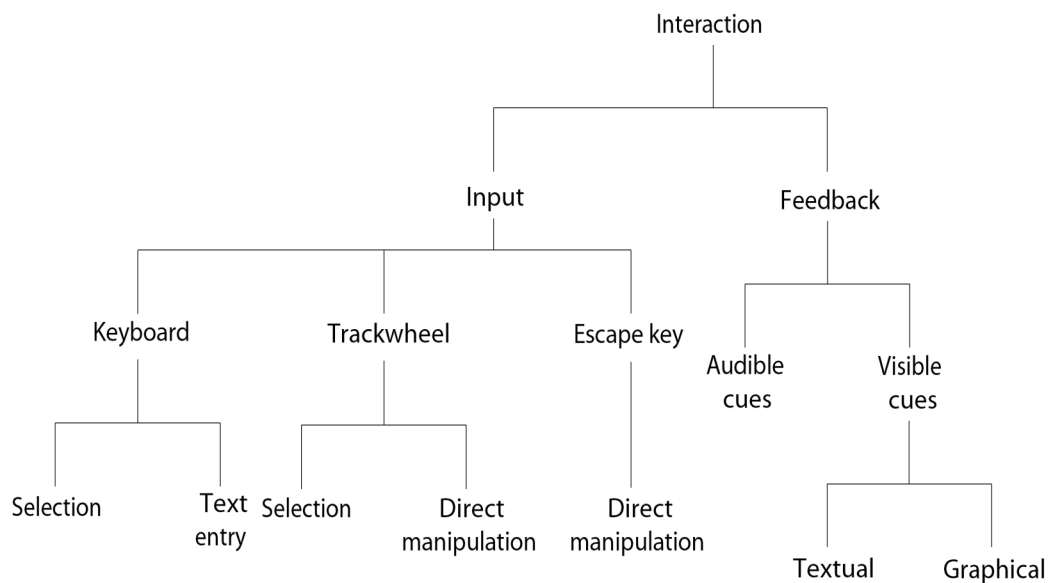 Interaction
Input
Feedback
Keyboard
Trackwheel
Escape key
Audible
cues
Visible
cues
Selection
Text
entry
Selection
Direct
manipulation
Direct
manipulation
Textual
Graphical